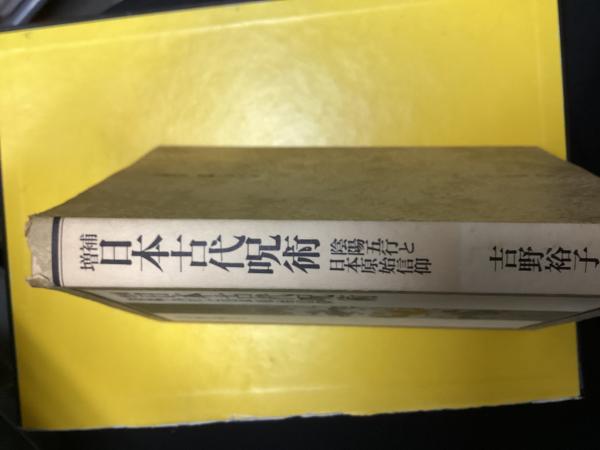 増補
日本古代呪術
陰陽五行と
日本原始信仰
吉野裕子